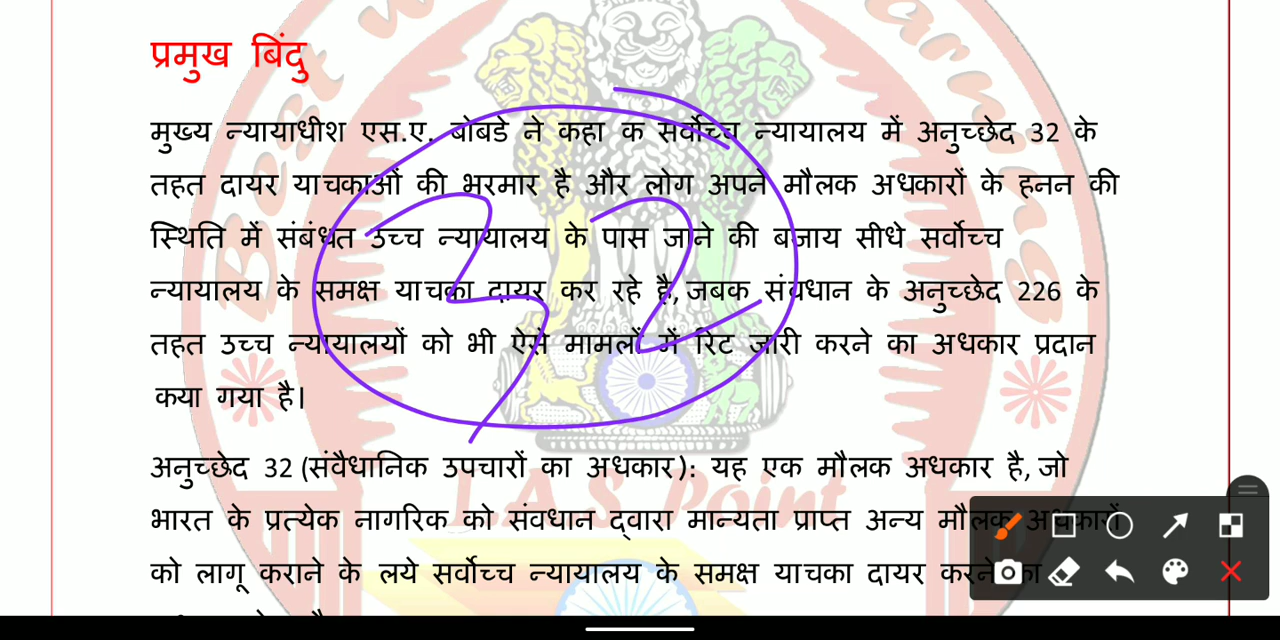 प्रमुख बिंदु
मुख्य न्यायाधीश एस.ए. बोबडे ने कहा क सर्वोच्च न्यायालय में अनुच्छेद 32 के
तहत दायर याचकाओं की भरमार है और लोग अपने मौलक अधकारों के हनन की
स्थिति में संबंधत उच्च न्यायालय के पास जाने की बजाय सीधे सर्वोच्च
न्यायालय के समक्ष याचका दायर कर रहे है, जबक संवधान के अनुच्छेद 226 के
तहत उच्च न्यायालयों को भी ऐसे मामलों में रिट जारी करने का अधकार प्रदान
कया गया है।
32
अनुच्छेद 32 (संवैधानिक उपचारों का अधकार): यह एक मौलक अधकार है, जो
भारत के प्रत्येक नागरिक को संवधान द्वारा मान्यता प्राप्त अन्य मौलक अधकारों
को लागू कराने के लये सर्वोच्च न्यायालय के समक्ष याचका दायर करने का
I.A.S Point